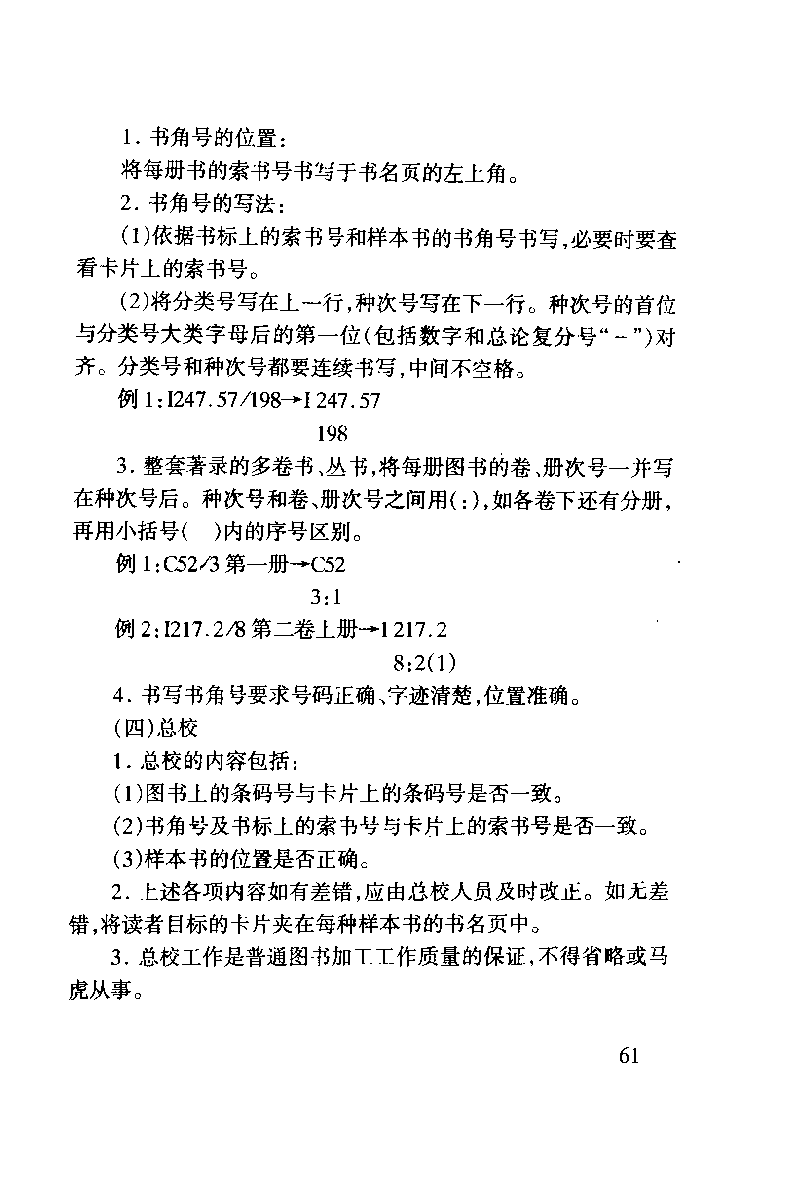 1. 书角号的位置:
将每册书的索书号书写于书名页的左上角。
2. 书角号的写法:
(1)依据书标上的索书号和样本书的书角号书写,必要时要查
看卡片上的索书号。
(2)将分类号写在上一行,种次号写在下一行。种次号的首位
与分类号大类字母后的第一位(包括数字和总论复分号“－”)对
齐。分类号和种次号都要连续书写,中间不空格。
例 1:I247.57/198→I 247.57
198
3. 整套著录的多卷书、丛书,将每册图书的卷、册次号一并写
在种次号后。种次号和卷、册次号之间用(:),如各卷下还有分册,
再用小括号(　)内的序号区别。
例 1:C52/3 第一册→C52
3:1
例 2:I217.2/8 第二卷上册→I 217.2
8:2(1)
4. 书写书角号要求号码正确、字迹清楚,位置准确。
(四)总校
1. 总校的内容包括:
(1)图书上的条码号与卡片上的条码号是否一致。
(2)书角号及书标上的索书号与卡片上的索书号是否一致。
(3)样本书的位置是否正确。
2. 上述各项内容如有差错,应由总校人员及时改正。如无差
错,将读者目标的卡片夹在每种样本书的书名页中。
3. 总校工作是普通图书加工工作质量的保证,不得省略或马
虎从事。
61